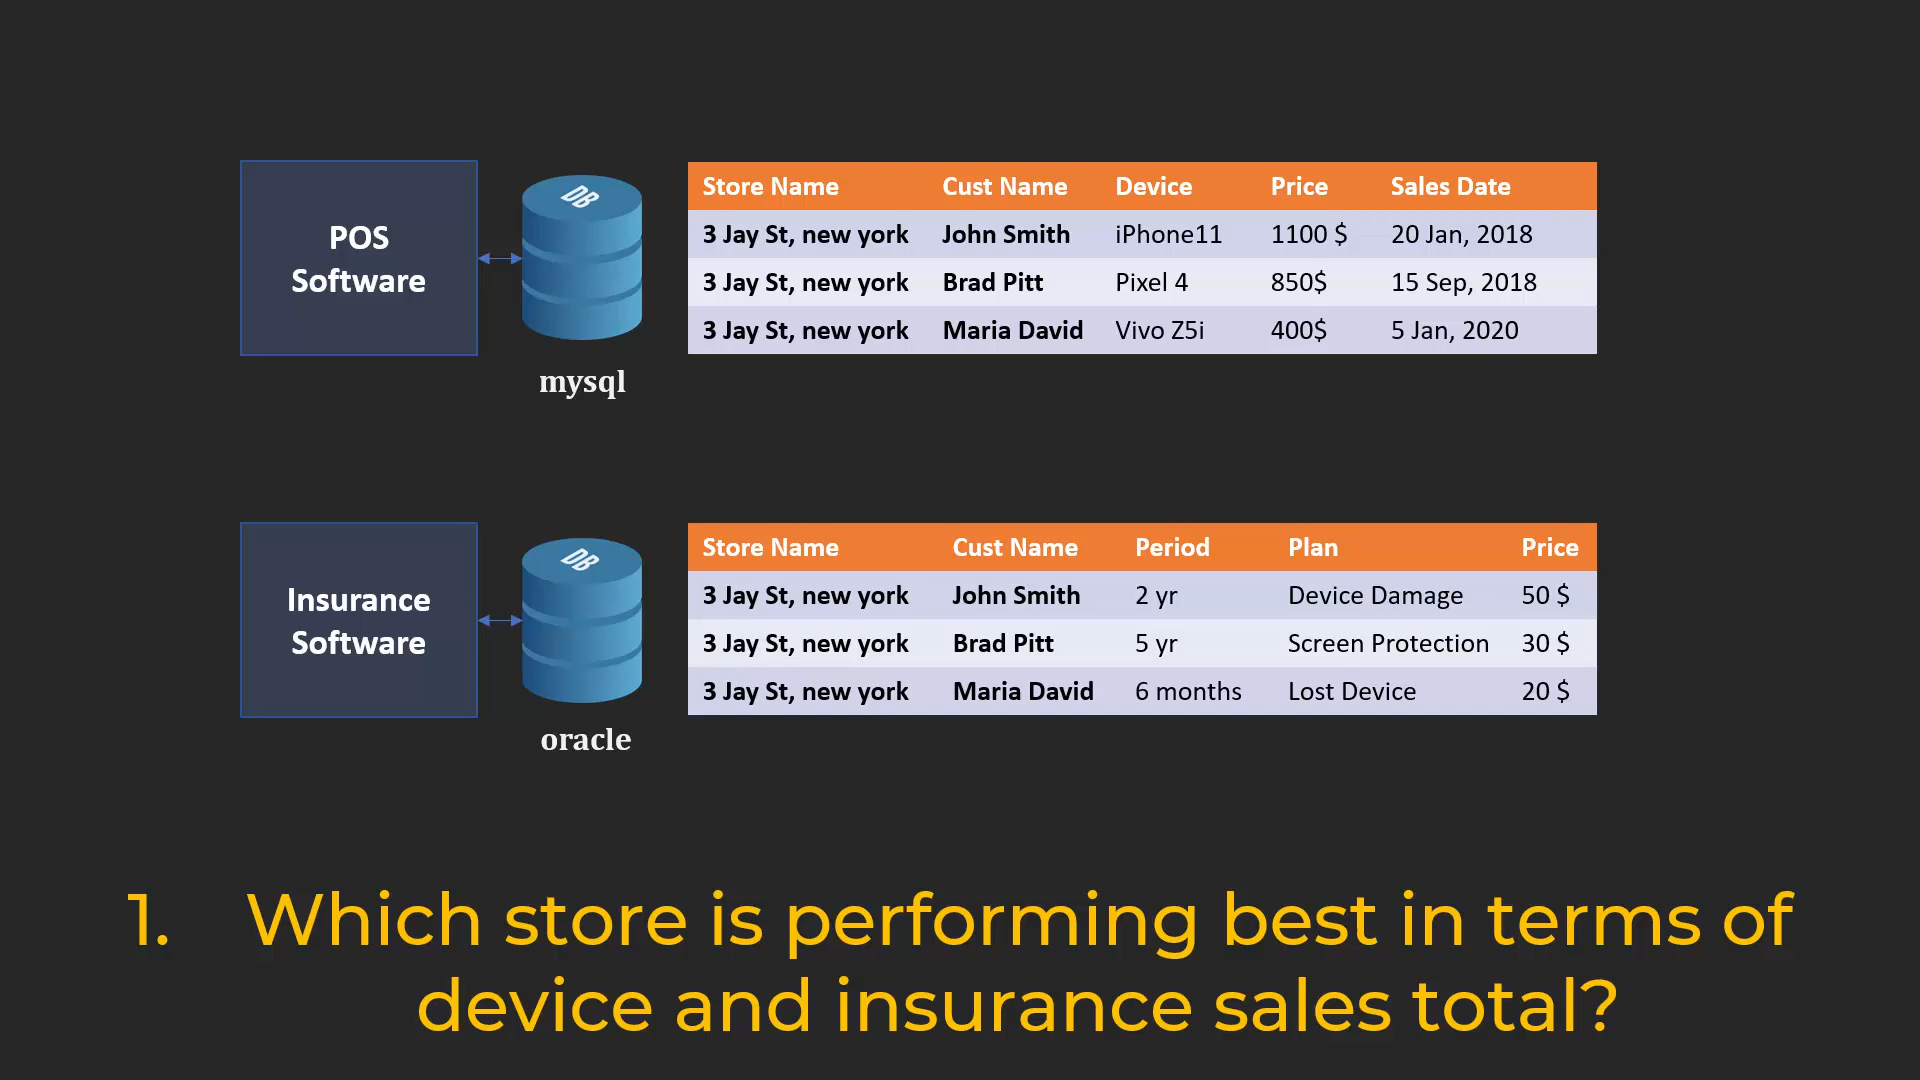 POS
Software
DB
mysql
Store Name Cust Name Device Price Sales Date
3 Jay St, new york John Smith iPhone11 1100 $ 20 Jan, 2018
3 Jay St, new york Brad Pitt Pixel 4 850$ 15 Sep, 2018
3 Jay St, new york Maria David Vivo Z5i 400$ 5 Jan, 2020
Insurance
Software
DB
oracle
Store Name Cust Name Period Plan Price
3 Jay St, new york John Smith 2 yr Device Damage 50 $
3 Jay St, new york Brad Pitt 5 yr Screen Protection 30 $
3 Jay St, new york Maria David 6 months Lost Device 20 $
1. Which store is performing best in terms of
device and insurance sales total?